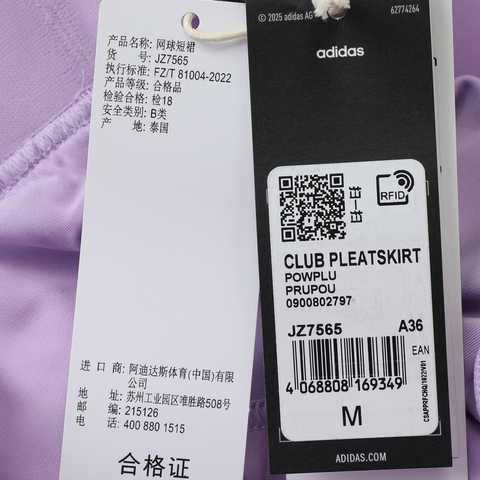 产品名称: 网球短裙
货 号: JZ7565
执行标准: FZ/T 81004-2022
产品等级: 合格品
检验合格: 检18
安全类别: B类
产 地: 泰国
进 口 商: 阿迪达斯体育(中国)有限
公司
地 址: 苏州工业园区唯胜路508号
邮 编: 215126
电 话: 400 880 1515
合格证
© 2025 adidas AG
62774264
adidas
RFID
CLUB PLEATSKIRT
POWPLU
PRUPOU
0900802797
JZ7565 A36
EAN
4 068808 169349
M
ADIDAS.COM